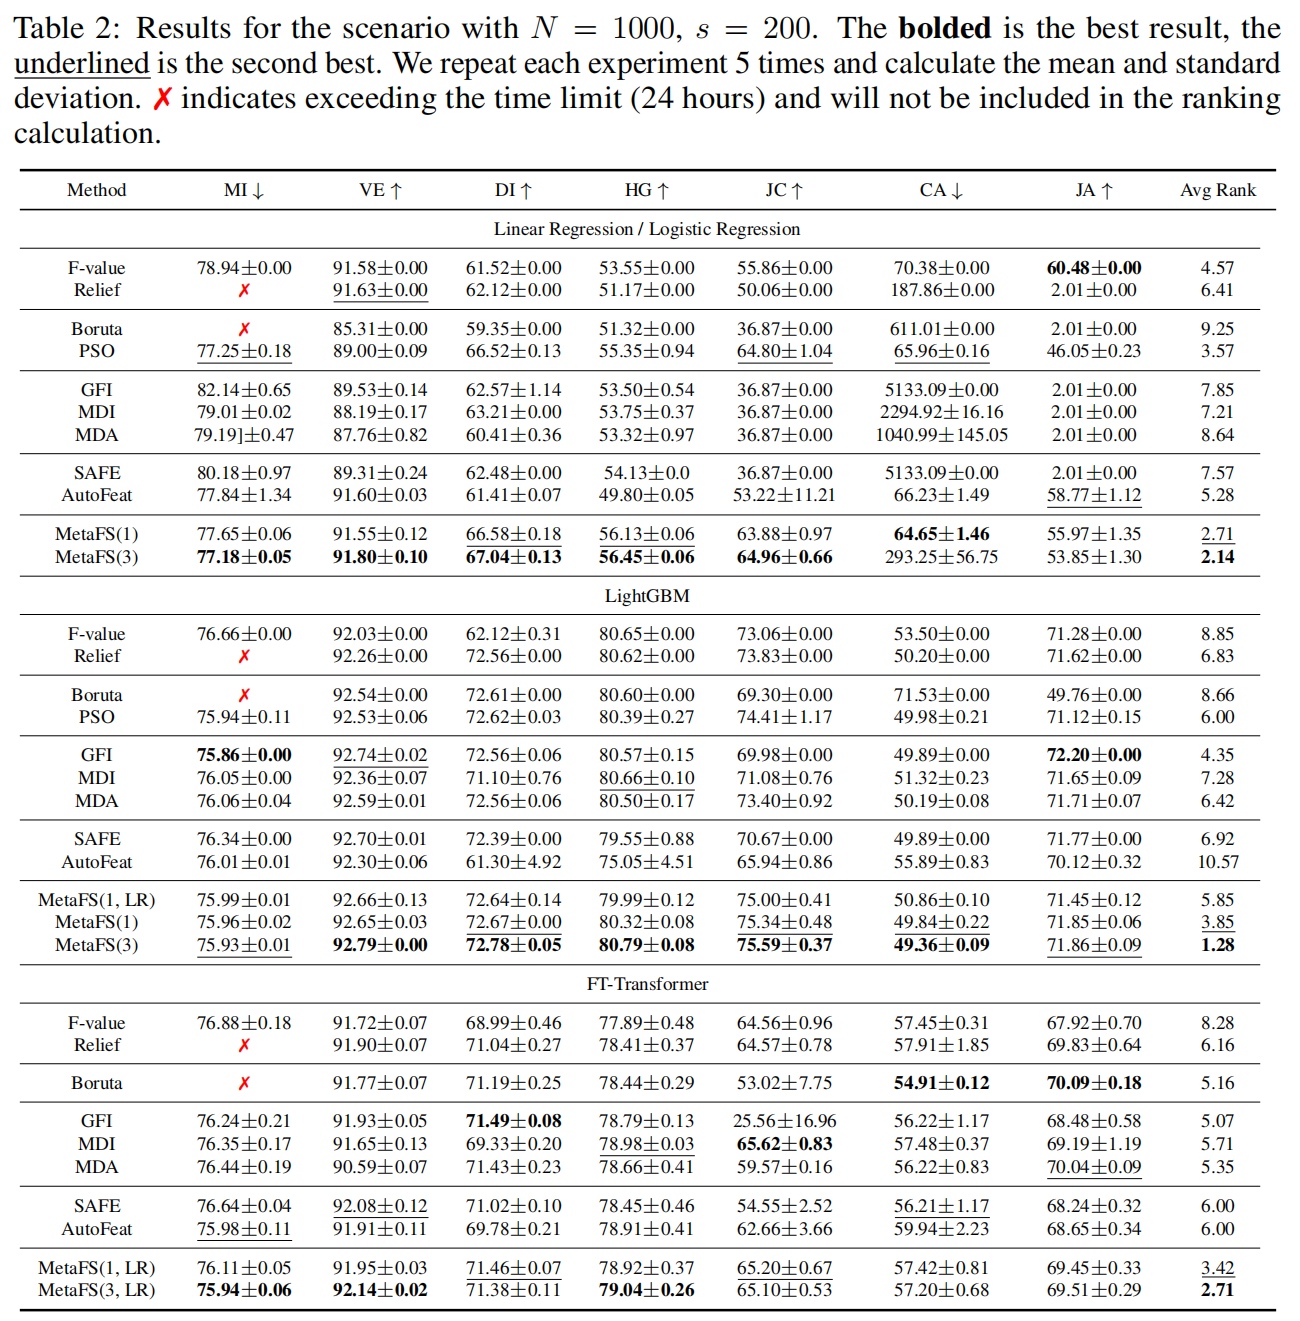 Table 2: Results for the scenario with N = 1000, s = 200. The bolded is the best result, the
underlined is the second best. We repeat each experiment 5 times and calculate the mean and standard
deviation. ✗ indicates exceeding the time limit (24 hours) and will not be included in the ranking
calculation.
Method MI ↓ VE ↑ DI ↑ HG ↑ JC ↑ CA ↓ JA ↑ Avg Rank
Linear Regression / Logistic Regression
F-value 78.94±0.00 91.58±0.00 61.52±0.00 53.55±0.00 55.86±0.00 70.38±0.00 60.48±0.00 4.57
Relief ✗ 91.63±0.00 62.12±0.00 51.17±0.00 50.06±0.00 187.86±0.00 2.01±0.00 6.41
Boruta ✗ 85.31±0.00 59.35±0.00 51.32±0.00 36.87±0.00 611.01±0.00 2.01±0.00 9.25
PSO 77.25±0.18 89.00±0.09 66.52±0.13 55.35±0.94 64.80±1.04 65.96±0.16 46.05±0.23 3.57
GFI 82.14±0.65 89.53±0.14 62.57±1.14 53.50±0.54 36.87±0.00 5133.09±0.00 2.01±0.00 7.85
MDI 79.01±0.02 88.19±0.17 63.21±0.00 53.75±0.37 36.87±0.00 2294.92±16.16 2.01±0.00 7.21
MDA 79.19]±0.47 87.76±0.82 60.41±0.36 53.32±0.97 36.87±0.00 1040.99±145.05 2.01±0.00 8.64
SAFE 80.18±0.97 89.31±0.24 62.48±0.00 54.13±0.0 36.87±0.00 5133.09±0.00 2.01±0.00 7.57
AutoFeat 77.84±1.34 91.60±0.03 61.41±0.07 49.80±0.05 53.22±11.21 66.23±1.49 58.77±1.12 5.28
MetaFS(1) 77.65±0.06 91.55±0.12 66.58±0.18 56.13±0.06 63.88±0.97 64.65±1.46 55.97±1.35 2.71
MetaFS(3) 77.18±0.05 91.80±0.10 67.04±0.13 56.45±0.06 64.96±0.66 293.25±56.75 53.85±1.30 2.14
LightGBM
F-value 76.66±0.00 92.03±0.00 62.12±0.31 80.65±0.00 73.06±0.00 53.50±0.00 71.28±0.00 8.85
Relief ✗ 92.26±0.00 72.56±0.00 80.62±0.00 73.83±0.00 50.20±0.00 71.62±0.00 6.83
Boruta ✗ 92.54±0.00 72.61±0.00 80.60±0.00 69.30±0.00 71.53±0.00 49.76±0.00 8.66
PSO 75.94±0.11 92.53±0.06 72.62±0.03 80.39±0.27 74.41±1.17 49.98±0.21 71.12±0.15 6.00
GFI 75.86±0.00 92.74±0.02 72.56±0.06 80.57±0.15 69.98±0.00 49.89±0.00 72.20±0.00 4.35
MDI 76.05±0.00 92.36±0.07 71.10±0.76 80.66±0.10 71.08±0.76 51.32±0.23 71.65±0.09 7.28
MDA 76.06±0.04 92.59±0.01 72.56±0.06 80.50±0.17 73.40±0.92 50.19±0.08 71.71±0.07 6.42
SAFE 76.34±0.00 92.70±0.01 72.39±0.00 79.55±0.88 70.67±0.00 49.89±0.00 71.77±0.00 6.92
AutoFeat 76.01±0.01 92.30±0.06 61.30±4.92 75.05±4.51 65.94±0.86 55.89±0.83 70.12±0.32 10.57
MetaFS(1, LR) 75.99±0.01 92.66±0.13 72.64±0.14 79.99±0.12 75.00±0.41 50.86±0.10 71.45±0.12 5.85
MetaFS(1) 75.96±0.02 92.65±0.03 72.67±0.00 80.32±0.08 75.34±0.48 49.84±0.22 71.85±0.06 3.85
MetaFS(3) 75.93±0.01 92.79±0.00 72.78±0.05 80.79±0.08 75.59±0.37 49.36±0.09 71.86±0.09 1.28
FT-Transformer
F-value 76.88±0.18 91.72±0.07 68.99±0.46 77.89±0.48 64.56±0.96 57.45±0.31 67.92±0.70 8.28
Relief ✗ 91.90±0.07 71.04±0.27 78.41±0.37 64.57±0.78 57.91±1.85 69.83±0.64 6.16
Boruta ✗ 91.77±0.07 71.19±0.25 78.44±0.29 53.02±7.75 54.91±0.12 70.09±0.18 5.16
GFI 76.24±0.21 91.93±0.05 71.49±0.08 78.79±0.13 25.56±16.96 56.22±1.17 68.48±0.58 5.07
MDI 76.35±0.17 91.65±0.13 69.33±0.20 78.98±0.03 65.62±0.83 57.48±0.37 69.19±1.19 5.71
MDA 76.44±0.19 90.59±0.07 71.43±0.23 78.66±0.41 59.57±0.16 56.22±0.83 70.04±0.09 5.35
SAFE 76.64±0.04 92.08±0.12 71.02±0.10 78.45±0.46 54.55±2.52 56.21±1.17 68.24±0.32 6.00
AutoFeat 75.98±0.11 91.91±0.11 69.78±0.21 78.91±0.41 62.66±3.66 59.94±2.23 68.65±0.34 6.00
MetaFS(1, LR) 76.11±0.05 91.95±0.03 71.46±0.07 78.92±0.37 65.20±0.67 57.42±0.81 69.45±0.33 3.42
MetaFS(3, LR) 75.94±0.06 92.14±0.02 71.38±0.11 79.04±0.26 65.10±0.53 57.20±0.68 69.51±0.29 2.71